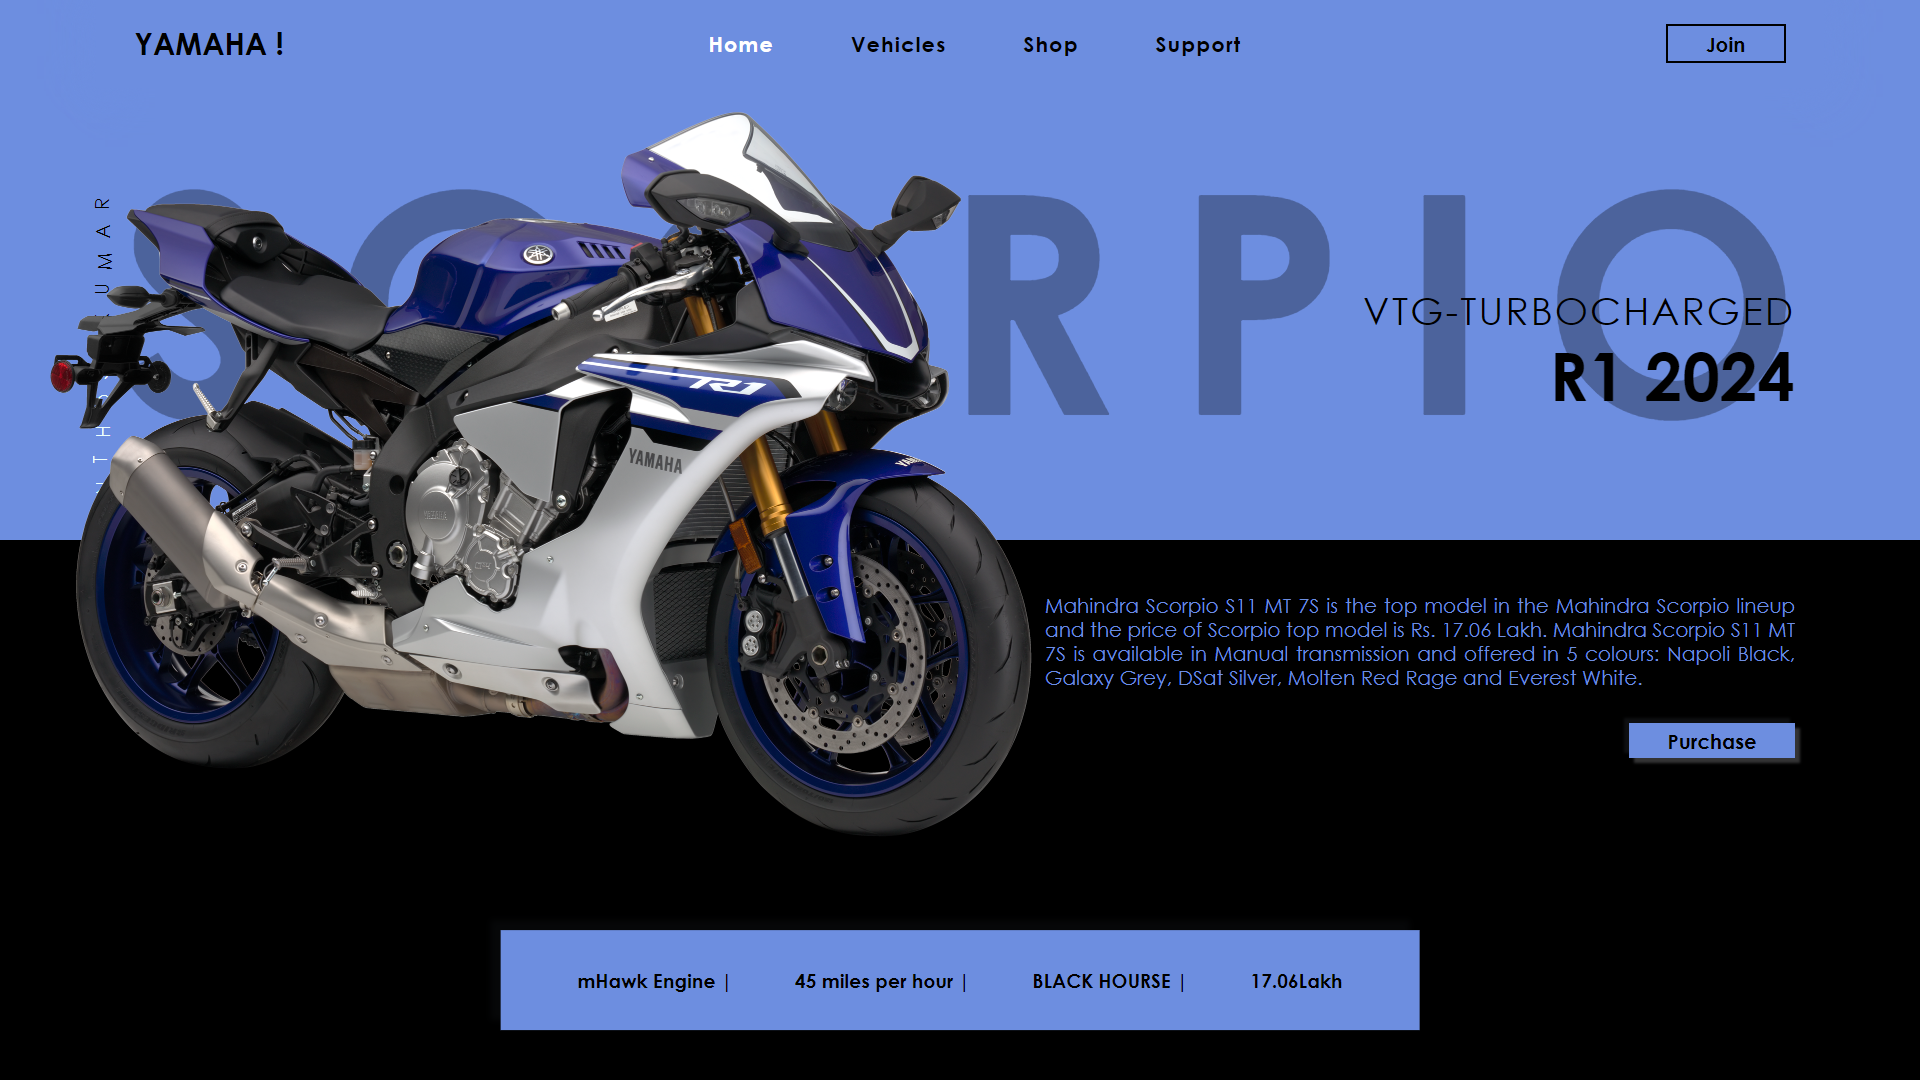 YAMAHA !
Home
Vehicles
Shop
Support
Join
RPIO
VTG-TURBOCHARGED
R1 2024
R1
YAMAHA
Mahindra Scorpio S11 MT 7S is the top model in the Mahindra Scorpio lineup
and the price of Scorpio top model is Rs. 17.06 Lakh. Mahindra Scorpio S11 MT
7S is available in Manual transmission and offered in 5 colours: Napoli Black,
Galaxy Grey, DSat Silver, Molten Red Rage and Everest White.
Purchase
mHawk Engine |
45 miles per hour |
BLACK HOURSE |
17.06Lakh